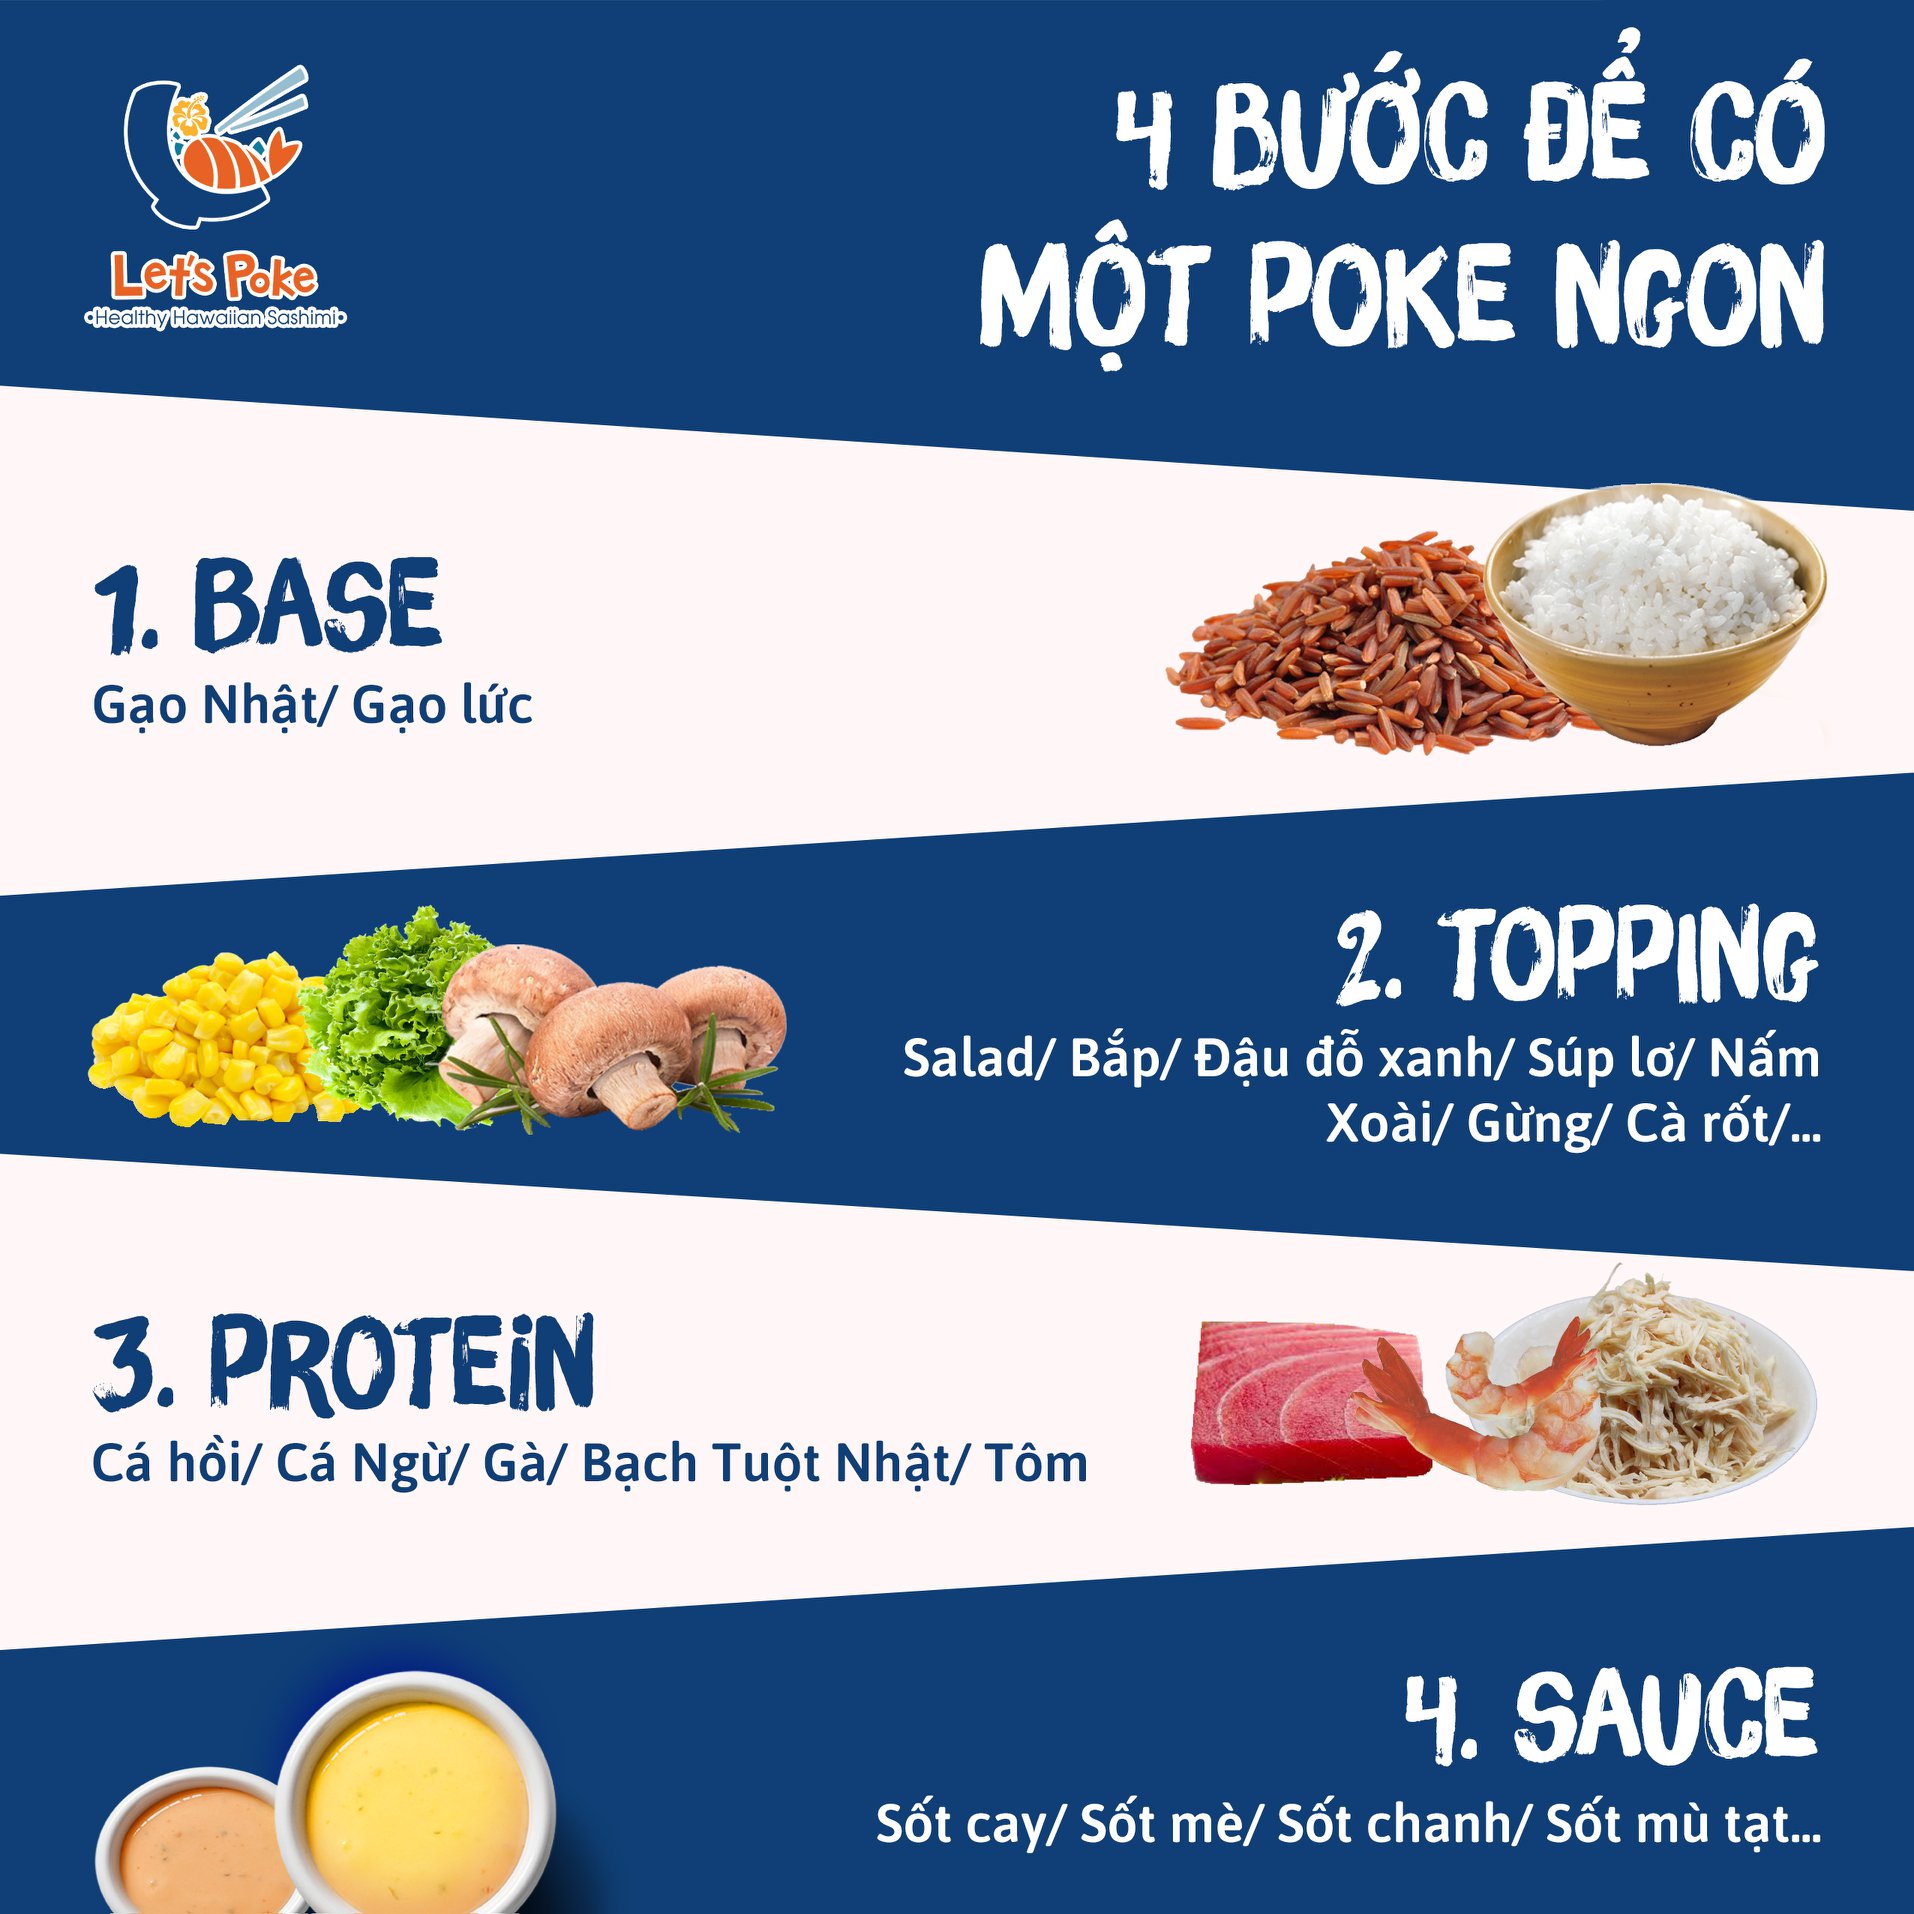 Let's Poke
•Healthy Hawaiian Sashimi•
4 BƯỚC ĐỂ CÓ
MỘT POKE NGON
1. BASE
Gạo Nhật/ Gạo lức
2. TOPPING
Salad/ Bắp/ Đậu đỗ xanh/ Súp lơ/ Nấm
Xoài/ Gừng/ Cà rốt/...
3. PROTEIN
Cá hồi/ Cá Ngừ/ Gà/ Bạch Tuột Nhật/ Tôm
4. SAUCE
Sốt cay/ Sốt mè/ Sốt chanh/ Sốt mù tạt...